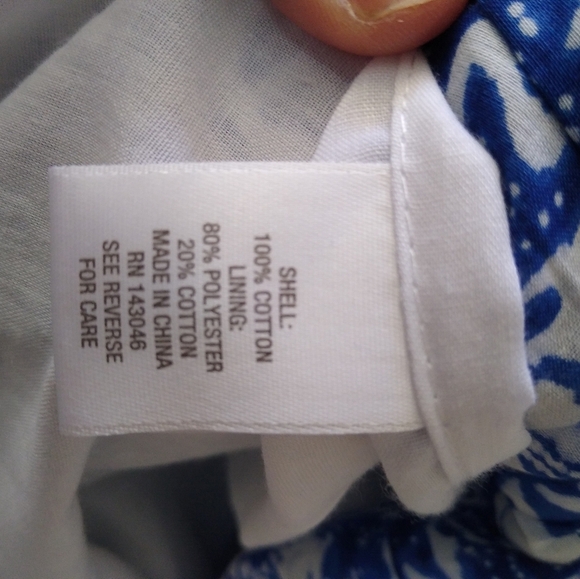 SHELL:
100% COTTON
LINING:
80% POLYESTER
20% COTTON
MADE IN CHINA
RN 143046
SEE REVERSE
FOR CARE